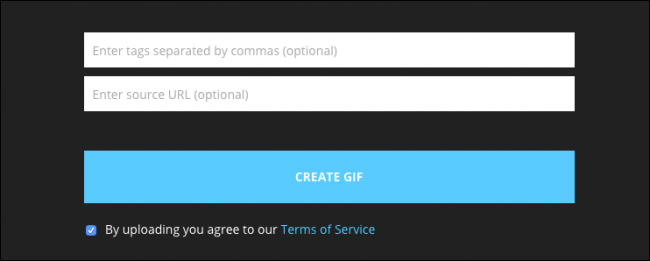 Enter tags separated by commas (optional)
Enter source URL (optional)
CREATE GIF
By uploading you agree to our Terms of Service